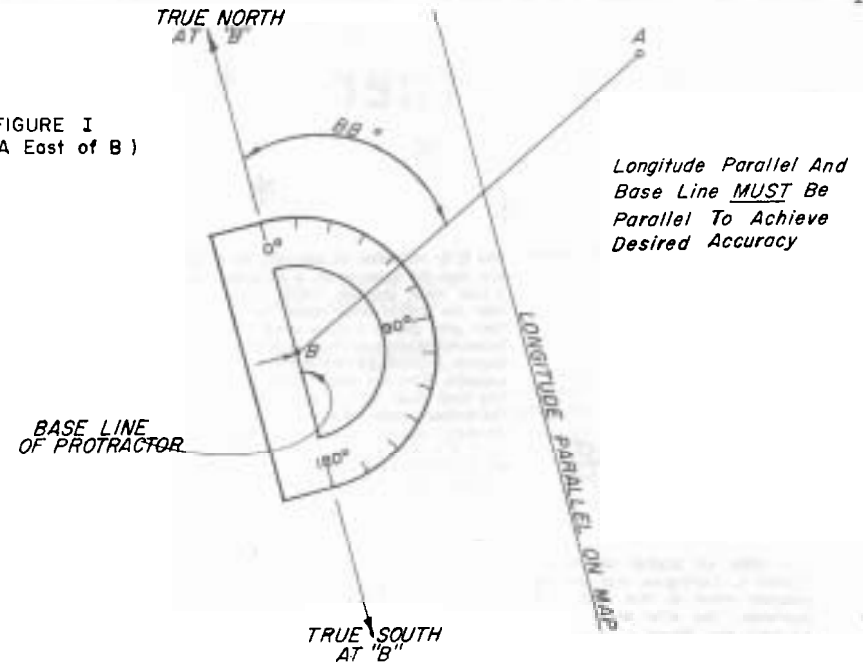 TRUE NORTH
AT "B"
A
FIGURE I
A East of B )
88°
Longitude Parallel And
Base Line MUST Be
Parallel To Achieve
Desired Accuracy
0°
90°
B
LONGITUDE PARALLEL ON MAP
BASE LINE
OF PROTRACTOR
180°
TRUE SOUTH
AT "B"